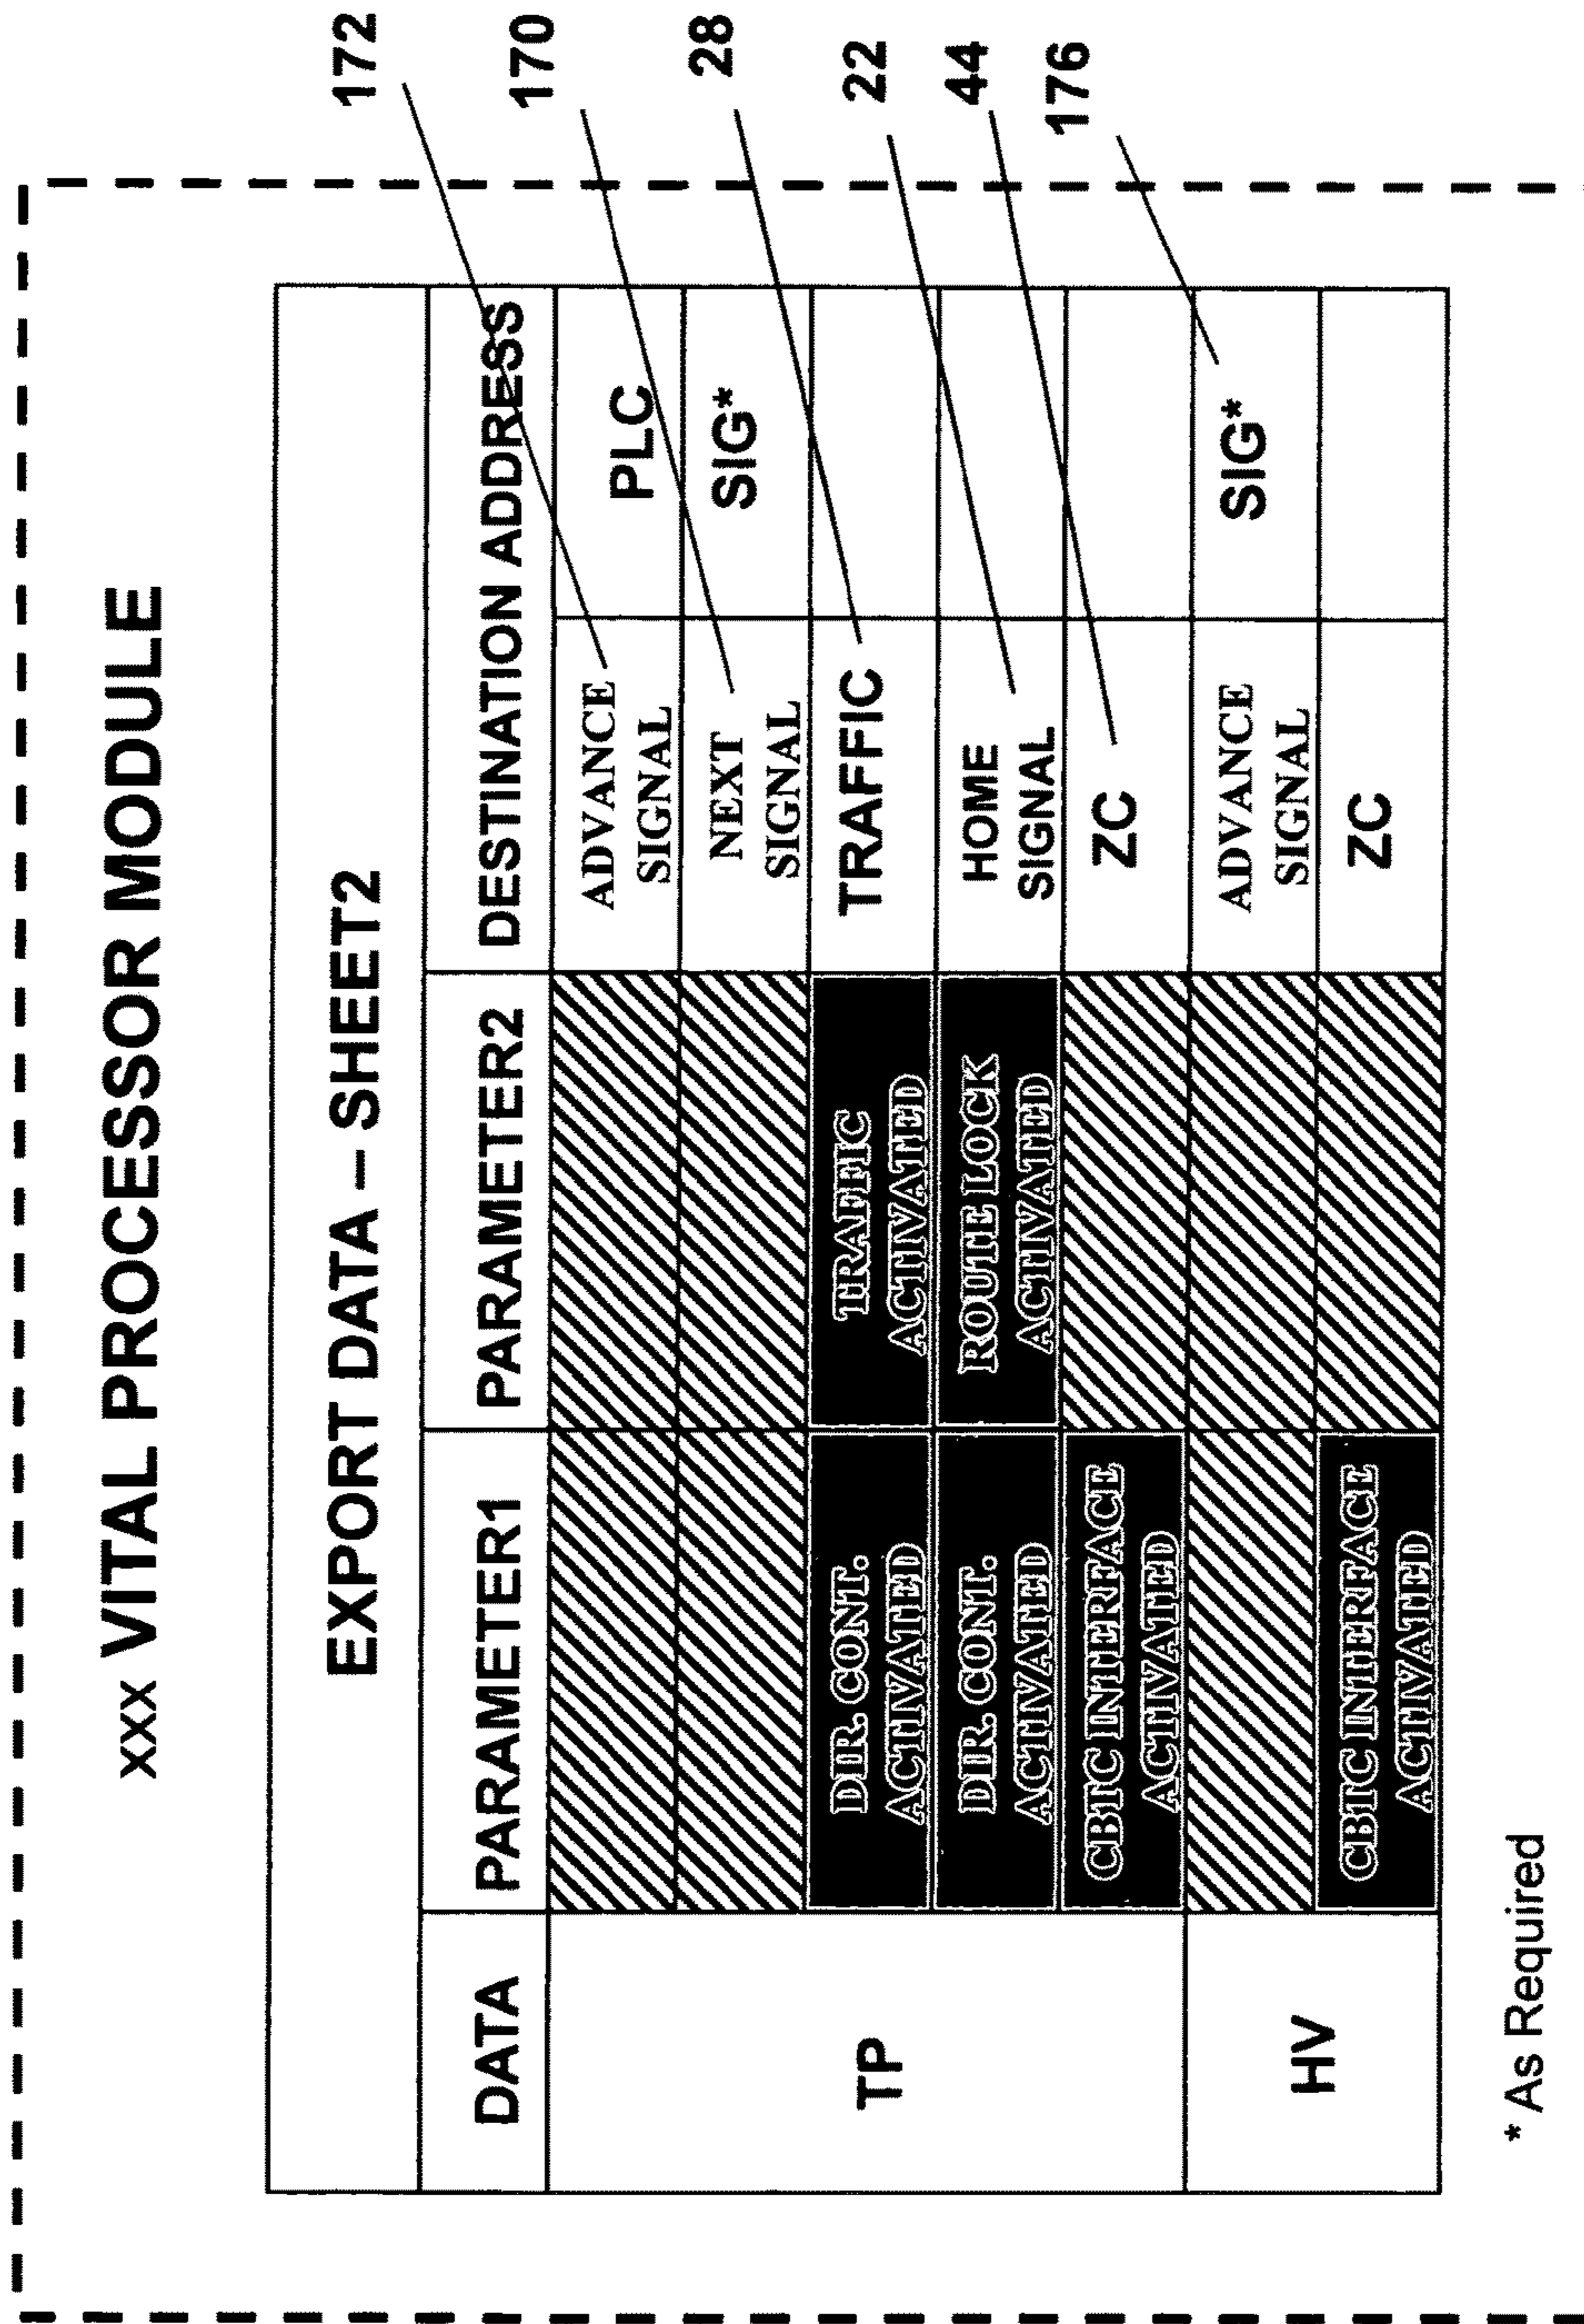 xxx VITAL PROCESSOR MODULE
EXPORT DATA – SHEET2
DATA PARAMETER1 PARAMETER2 DESTINATION ADDRESS
TP
ADVANCE
SIGNAL
PLC
172
NEXT
SIGNAL
SIG*
170
DIR. CONT.
ACTIVATED
TRAFFIC
ACTIVATED
TRAFFIC
28
DIR. CONT.
ACTIVATED
ROUTE LOCK
ACTIVATED
HOME
SIGNAL
22
CBTC INTERFACE
ACTIVATED
ZC
44
HV
ADVANCE
SIGNAL
SIG*
176
CBTC INTERFACE
ACTIVATED
ZC
* As Required